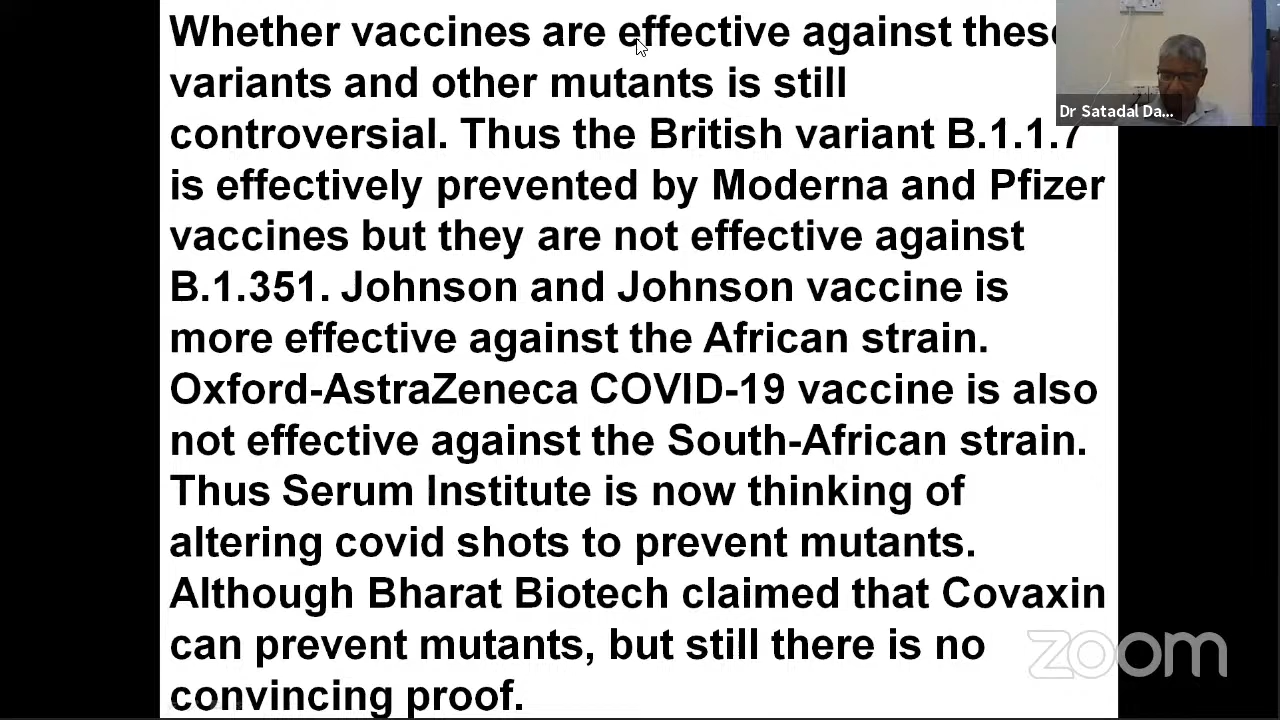 Whether vaccines are effective against these
variants and other mutants is still
controversial. Thus the British variant B.1.1.7
is effectively prevented by Moderna and Pfizer
vaccines but they are not effective against
B.1.351. Johnson and Johnson vaccine is
more effective against the African strain.
Oxford-AstraZeneca COVID-19 vaccine is also
not effective against the South-African strain.
Thus Serum Institute is now thinking of
altering covid shots to prevent mutants.
Although Bharat Biotech claimed that Covaxin
can prevent mutants, but still there is no
convincing proof.
Dr Satadal Da...
zoom